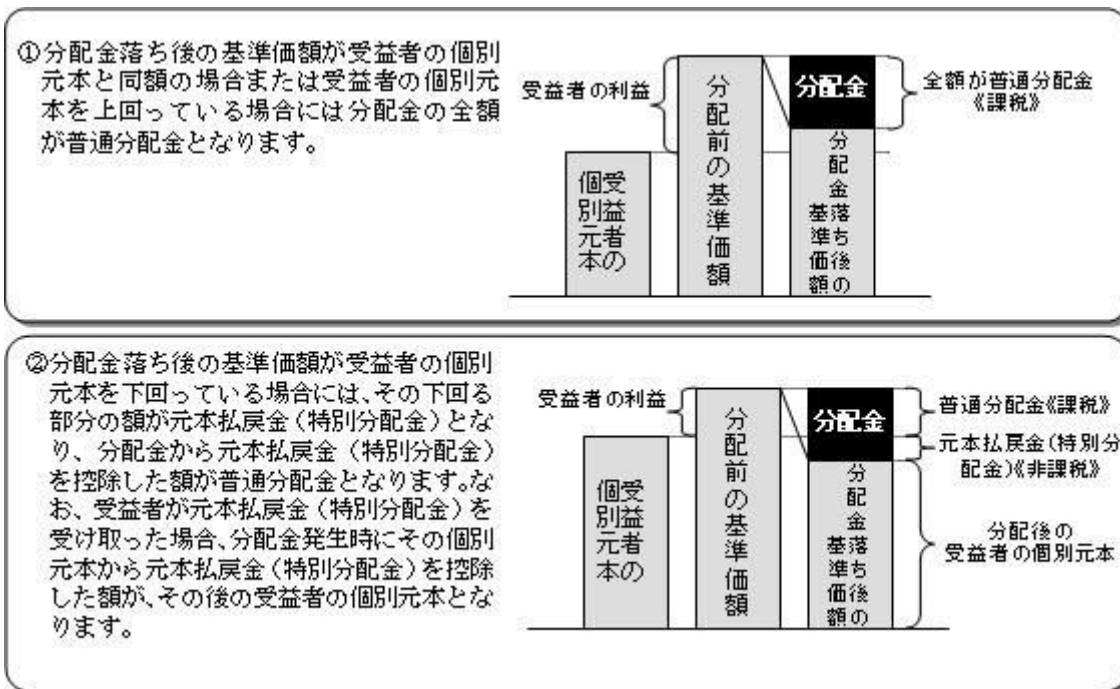 ①分配金落ち後の基準価額が受益者の個別
元本と同額の場合または受益者の個別元
本を上回っている場合には分配金の全額
が普通分配金となります。
受益者の利益
受益者の
個別元本
分配前の基準価額
分配金
分配金落ち後の
基準価額
全額が普通分配金
《課税》
②分配金落ち後の基準価額が受益者の個別
元本を下回っている場合には、その下回る
部分の額が元本払戻金(特別分配金)とな
り、分配金から元本払戻金(特別分配金)
を控除した額が普通分配金となります。な
お、受益者が元本払戻金(特別分配金)を
受け取った場合、分配金発生時にその個別
元本から元本払戻金(特別分配金)を控除
した額が、その後の受益者の個別元本とな
ります。
受益者の利益
受益者の
個別元本
分配前の基準価額
分配金
分配金落ち後の
基準価額
普通分配金《課税》
元本払戻金(特別分
配金)《非課税》
分配後の
受益者の個別元本